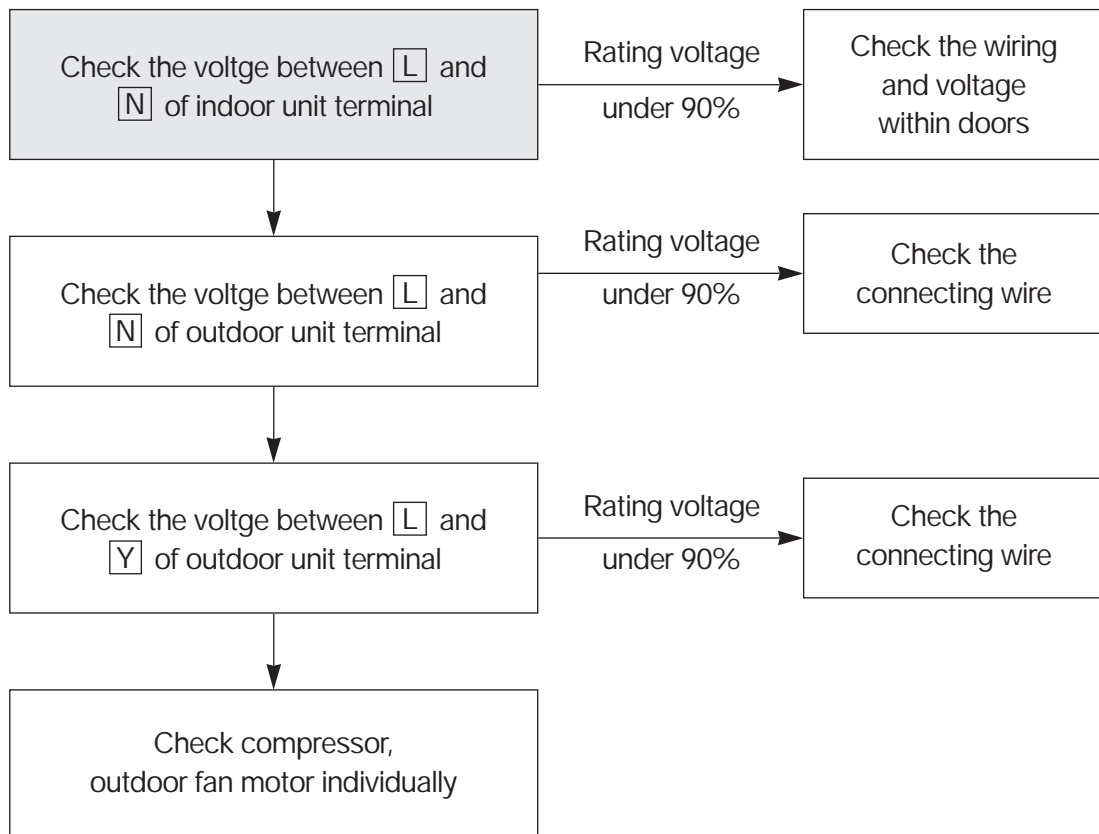 Check the voltge between L and
N of indoor unit terminal
Rating voltage
under 90%
Check the wiring
and voltage
within doors
Check the voltge between L and
N of outdoor unit terminal
Rating voltage
under 90%
Check the
connecting wire
Check the voltge between L and
Y of outdoor unit terminal
Rating voltage
under 90%
Check the
connecting wire
Check compressor,
outdoor fan motor individually